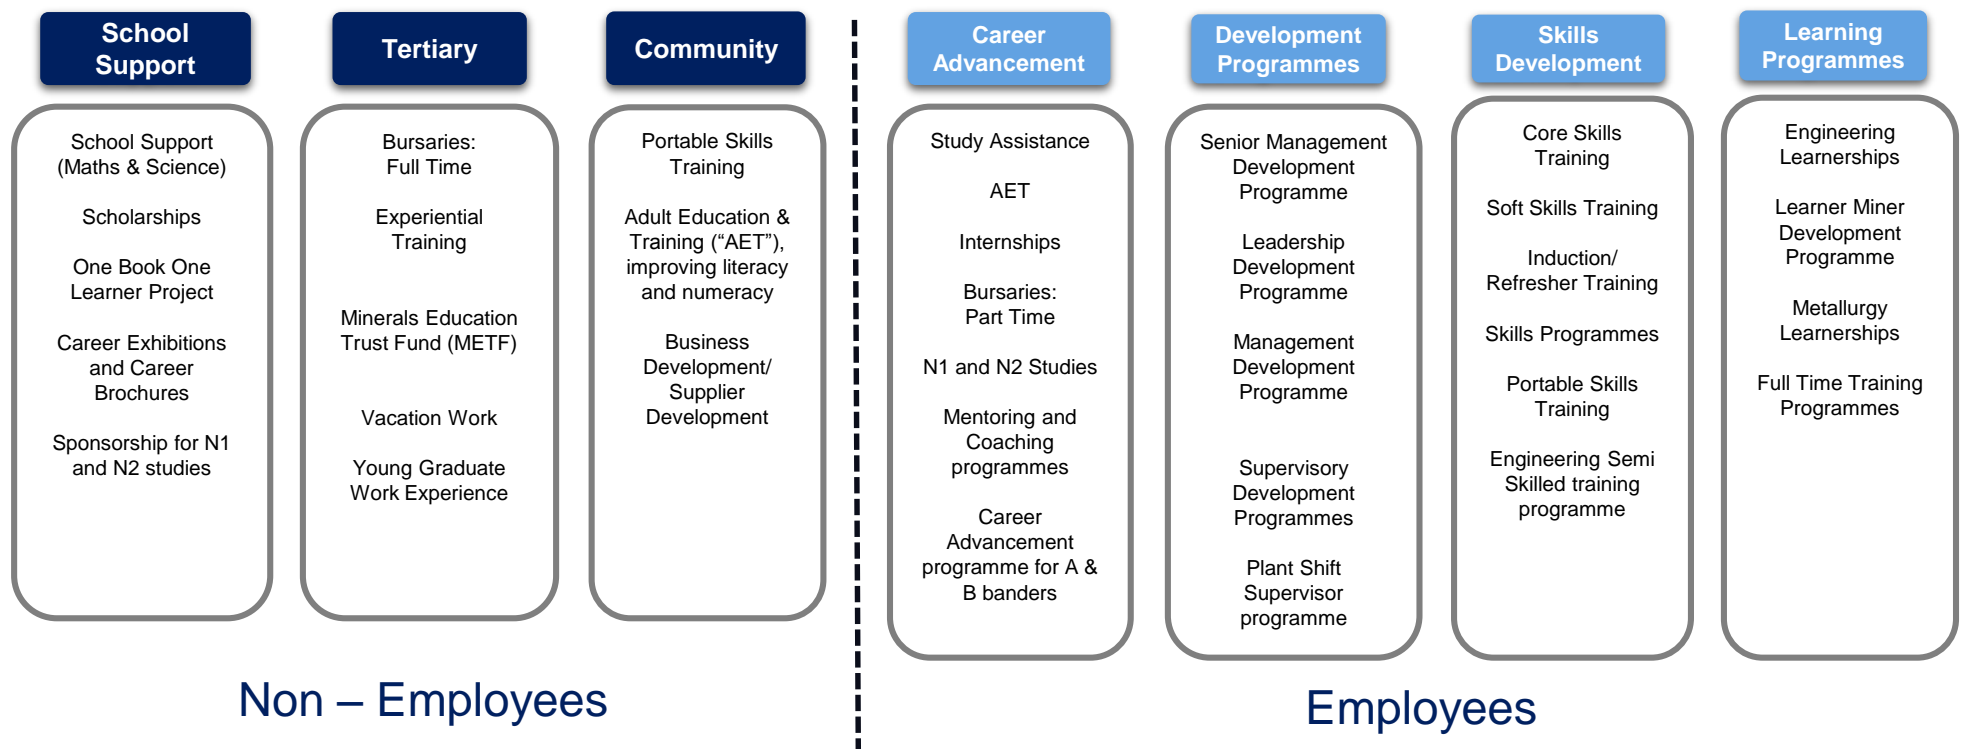 School
Support
School Support
(Maths & Science)
Scholarships
One Book One
Learner Project
Career Exhibitions
and Career
Brochures
Sponsorship for N1
and N2 studies
Tertiary
Bursaries:
Full Time
Experiential
Training
Minerals Education
Trust Fund (METF)
Vacation Work
Young Graduate
Work Experience
Community
Portable Skills
Training
Adult Education &
Training (“AET”),
improving literacy
and numeracy
Business
Development/
Supplier
Development
Non – Employees
Career
Advancement
Study Assistance
AET
Internships
Bursaries:
Part Time
N1 and N2 Studies
Mentoring and
Coaching
programmes
Career
Advancement
programme for A &
B banders
Development
Programmes
Senior Management
Development
Programme
Leadership
Development
Programme
Management
Development
Programme
Supervisory
Development
Programmes
Plant Shift
Supervisor
programme
Skills
Development
Core Skills
Training
Soft Skills Training
Induction/
Refresher Training
Skills Programmes
Portable Skills
Training
Engineering Semi
Skilled training
programme
Learning
Programmes
Engineering
Learnerships
Learner Miner
Development
Programme
Metallurgy
Learnerships
Full Time Training
Programmes
Employees